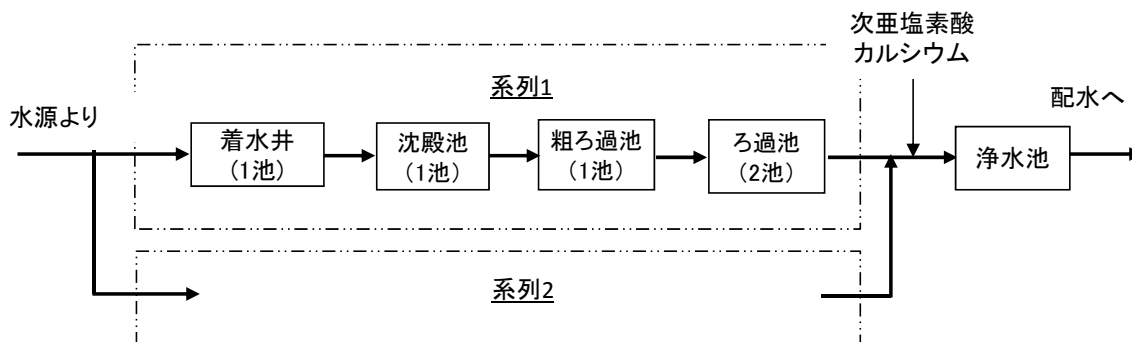 次亜塩素酸
カルシウム
系列1
配水へ
水源より
着水井
(1池)
沈殿池
(1池)
粗ろ過池
(1池)
ろ過池
(2池)
浄水池
系列2